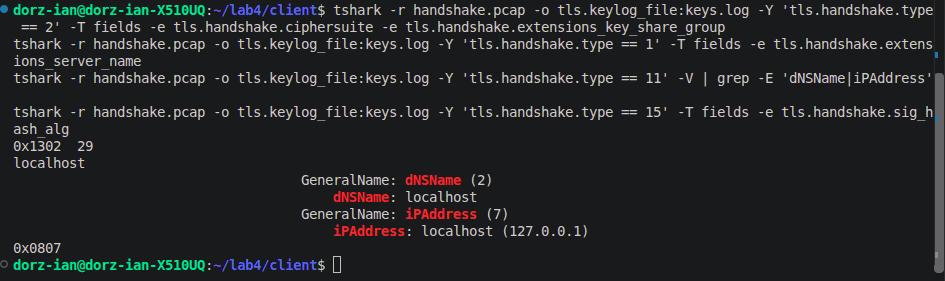 dorz-ian@dorz-ian-X510UQ:~/lab4/client$ tshark -r handshake.pcap -o tls.keylog_file:keys.log -Y 'tls.handshake.type
== 2' -T fields -e tls.handshake.ciphersuite -e tls.handshake.extensions_key_share_group
tshark -r handshake.pcap -o tls.keylog_file:keys.log -Y 'tls.handshake.type == 1' -T fields -e tls.handshake.extens
ions_server_name
tshark -r handshake.pcap -o tls.keylog_file:keys.log -Y 'tls.handshake.type == 11' -V | grep -E 'dNSName|iPAddress'
tshark -r handshake.pcap -o tls.keylog_file:keys.log -Y 'tls.handshake.type == 15' -T fields -e tls.handshake.sig_h
ash_alg
0x1302 29
localhost
GeneralName: dNSName (2)
dNSName: localhost
GeneralName: iPAddress (7)
iPAddress: localhost (127.0.0.1)
0x0807
dorz-ian@dorz-ian-X510UQ:~/lab4/client$